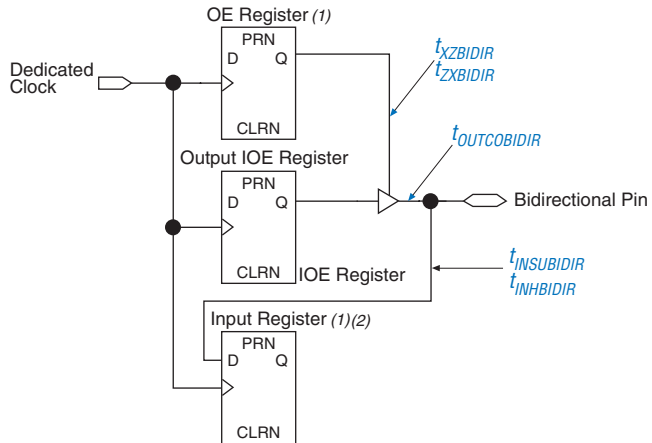 OE Register (1)
PRN
D Q
CLRN
Dedicated
Clock
tXZBIDIR
tZXBIDIR
tOUTCOBIDIR
Output IOE Register
PRN
D Q
CLRN
Bidirectional Pin
IOE Register
tINSUBIDIR
tINHBIDIR
Input Register (1)(2)
PRN
D Q
CLRN